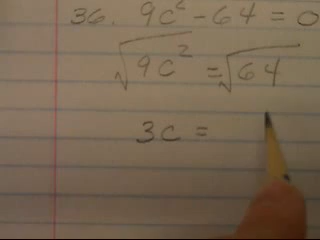 36. 9c² - 64 = 0
√9c² = √64
3c =